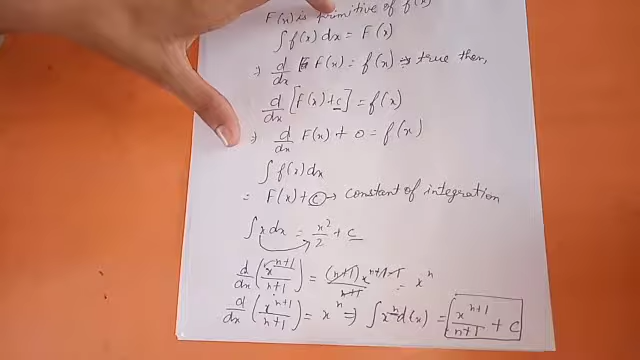 F(x) is primitive of f(x)
∫f(x) dx = F(x)
⇒ d/dx F(x) = f(x) → true then,
d/dx [F(x)+c] = f(x)
⇒ d/dx F(x) + 0 = f(x)
∫f(x)dx
= F(x) + c → constant of integration
∫x dx = x²/2 + c
d/dx (x^(n+1)/(n+1)) = (n+1)x^(n+1-1)/(n+1) = x^n
d/dx (x^(n+1)/(n+1)) = x^n ⇒ ∫x^n d(x) = x^(n+1)/(n+1) + c